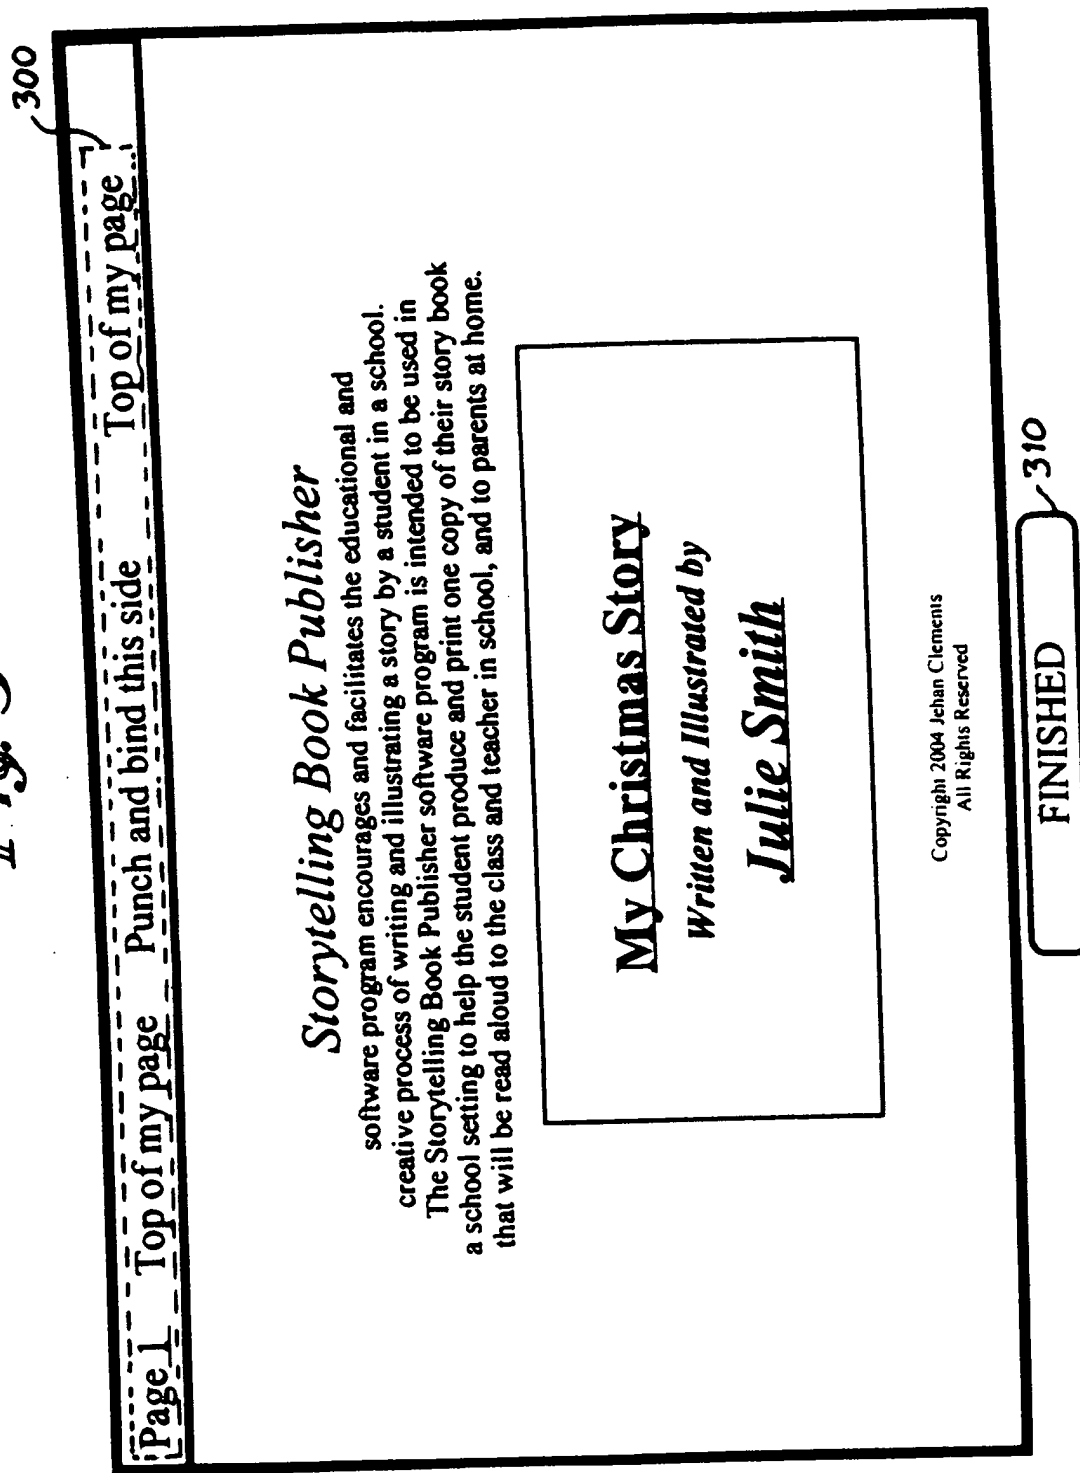 300
Page 1 Top of my page Punch and bind this side Top of my page
Storytelling Book Publisher
software program encourages and facilitates the educational and
creative process of writing and illustrating a story by a student in a school.
The Storytelling Book Publisher software program is intended to be used in
a school setting to help the student produce and print one copy of their story book
that will be read aloud to the class and teacher in school, and to parents at home.
My Christmas Story
Written and Illustrated by
Julie Smith
Copyright 2004 Jehan Clements
All Rights Reserved
FINISHED
310